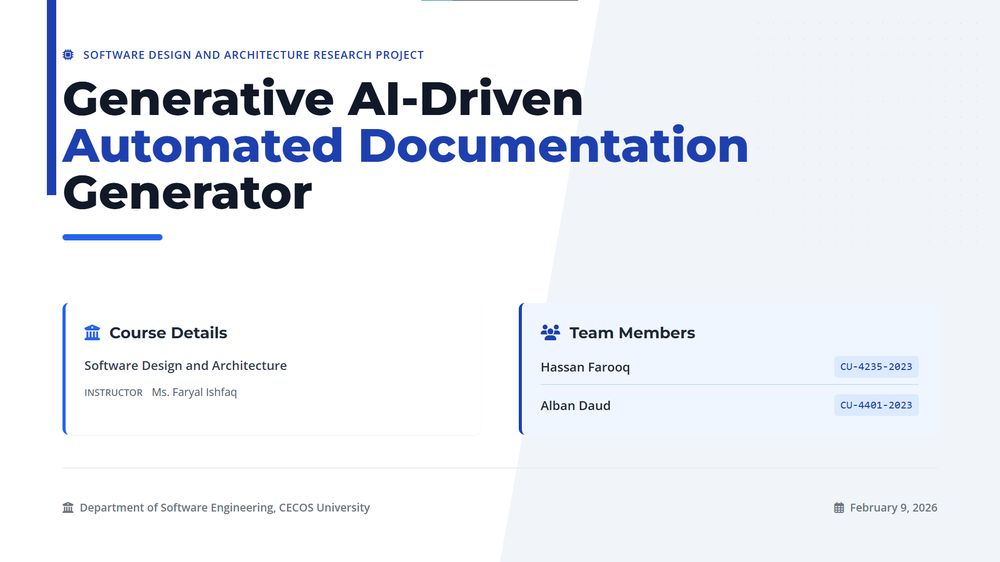 SOFTWARE DESIGN AND ARCHITECTURE RESEARCH PROJECT
Generative AI-Driven
Automated Documentation
Generator
Course Details
Software Design and Architecture
INSTRUCTOR Ms. Faryal Ishfaq
Team Members
Hassan Farooq CU-4235-2023
Alban Daud CU-4401-2023
Department of Software Engineering, CECOS University
February 9, 2026